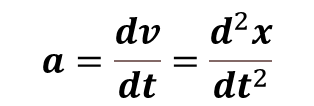 a = dv/dt = d²x/dt²